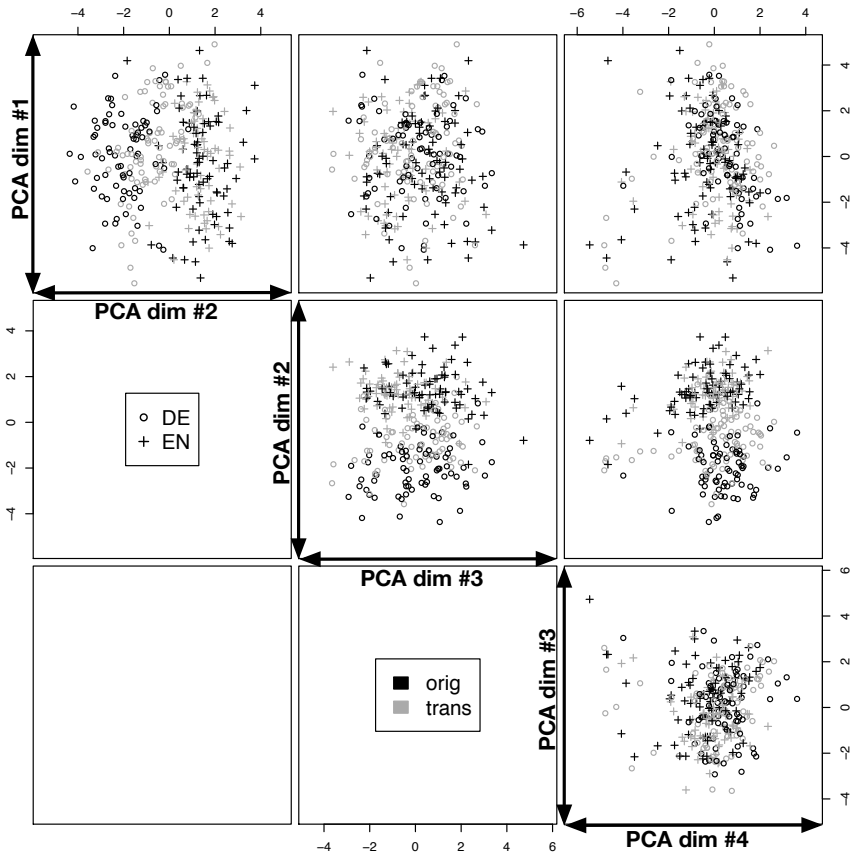 −4 −2 0 2 4
−6 −4 −2 0 2 4
PCA dim #1
4
2
0
−2
−4
PCA dim #2
4
2
0
−2
−4
DE
EN
PCA dim #2
PCA dim #3
orig
trans
PCA dim #3
6
4
2
0
−2
−4
−4 −2 0 2 4 6
PCA dim #4